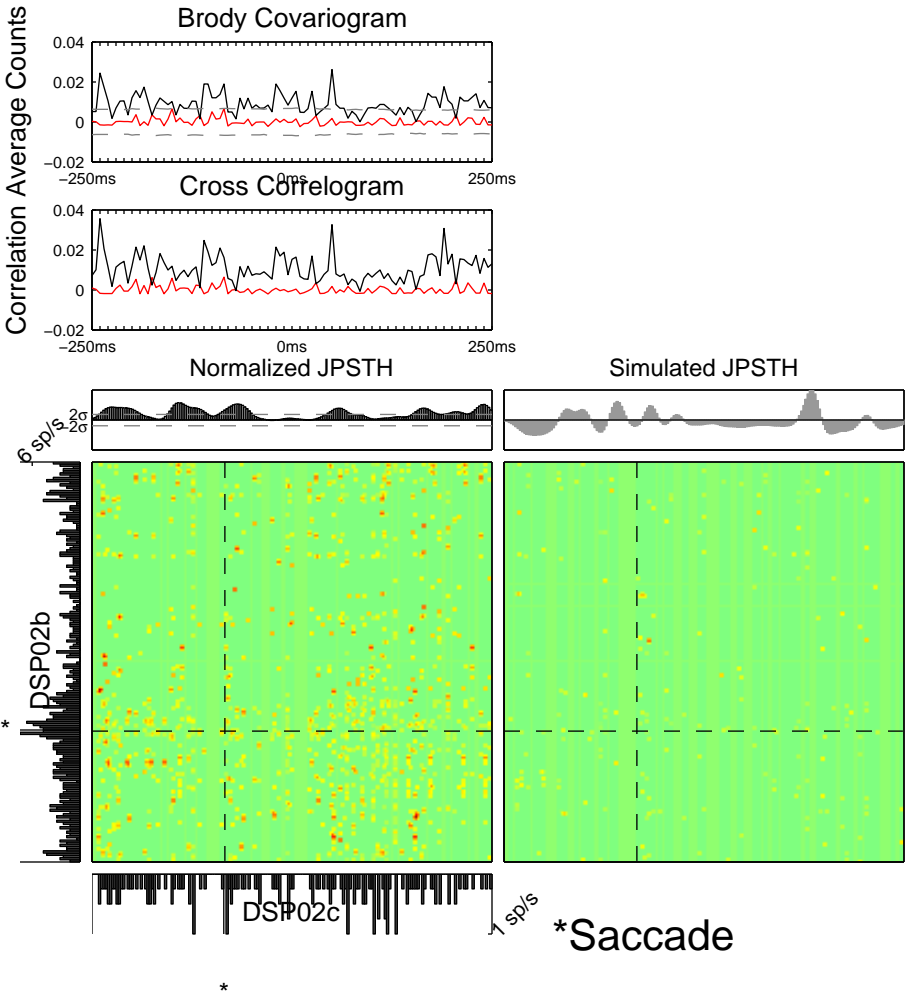 Brody Covariogram
Correlation Average Counts
0.04
0.02
0
−0.02
−250ms
0ms
250ms
Cross Correlogram
0.04
0.02
0
−0.02
−250ms
0ms
250ms
Normalized JPSTH
Simulated JPSTH
2σ
−2σ
6 sp/s
DSP02b
*
DSP02c
1 sp/s
*Saccade
*